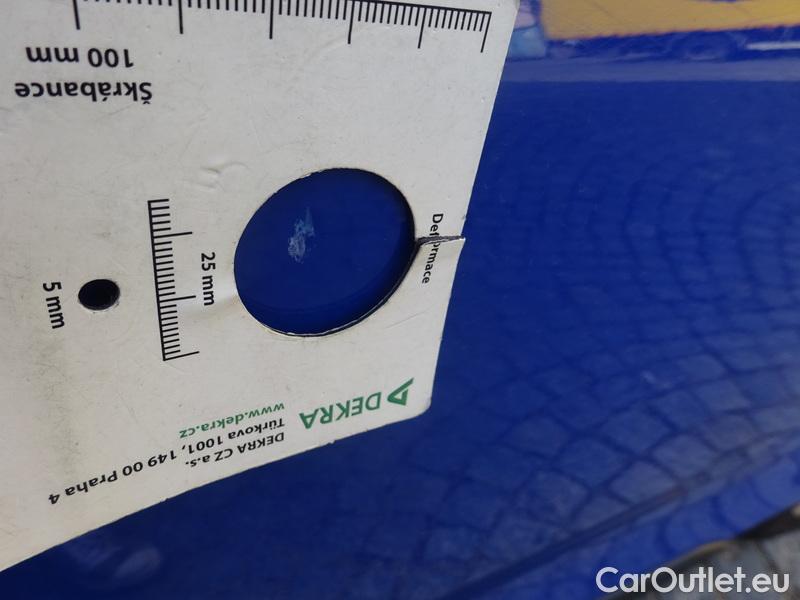 Škrábance
100 mm
Deformace
25 mm
5 mm
DEKRA
www.dekra.cz
DEKRA CZ a.s.
Türkova 1001, 149 00 Praha 4
CarOutlet.eu